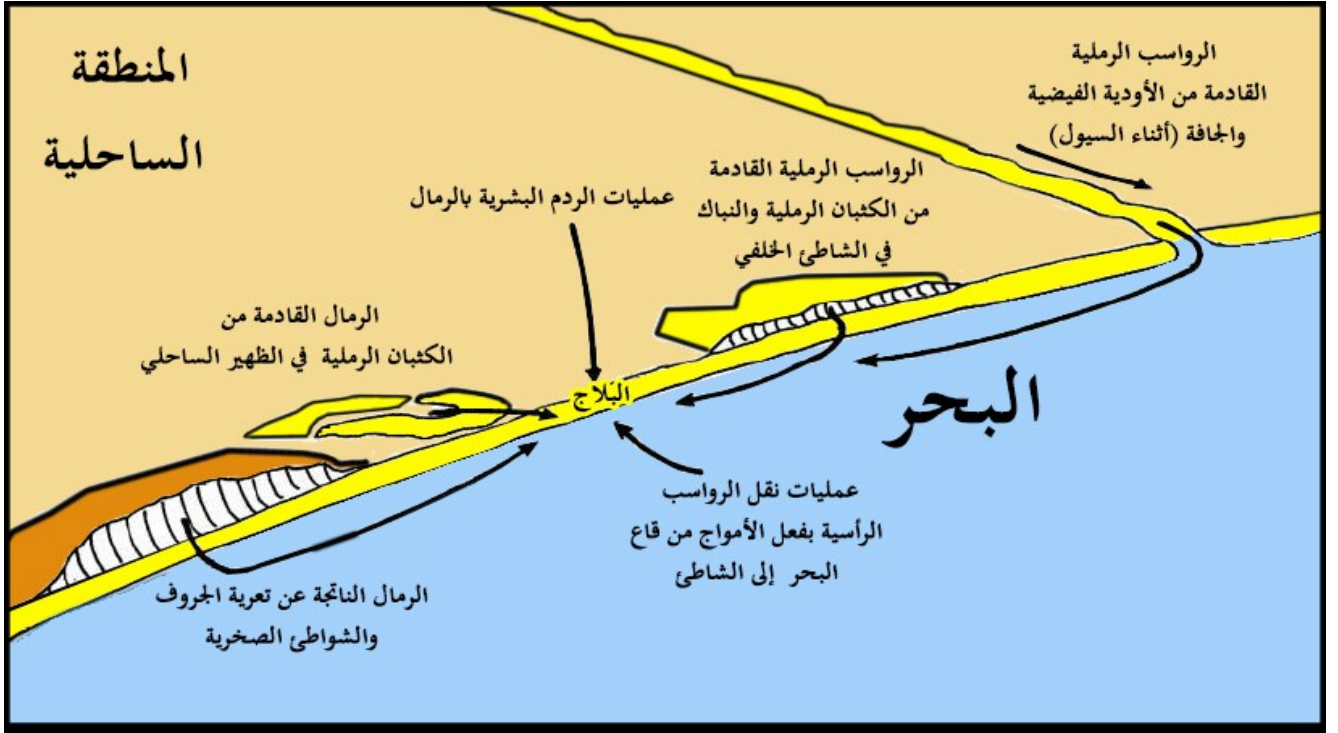 المنطقة
الساحلية
الرواسب الرملية
القادمة من الأودية الفيضية
والجافة (أثناء السيول)
الرواسب الرملية القادمة
من الكثبان الرملية والنباك
في الشاطئ الخلفي
عمليات الردم البشرية بالرمال
الرمال القادمة من
الكثبان الرملية في الظهير الساحلي
البلاج
البحر
عمليات نقل الرواسب
الرأسية بفعل الأمواج من قاع
البحر إلى الشاطئ
الرمال الناتجة عن تعرية الجروف
والشواطئ الصخرية